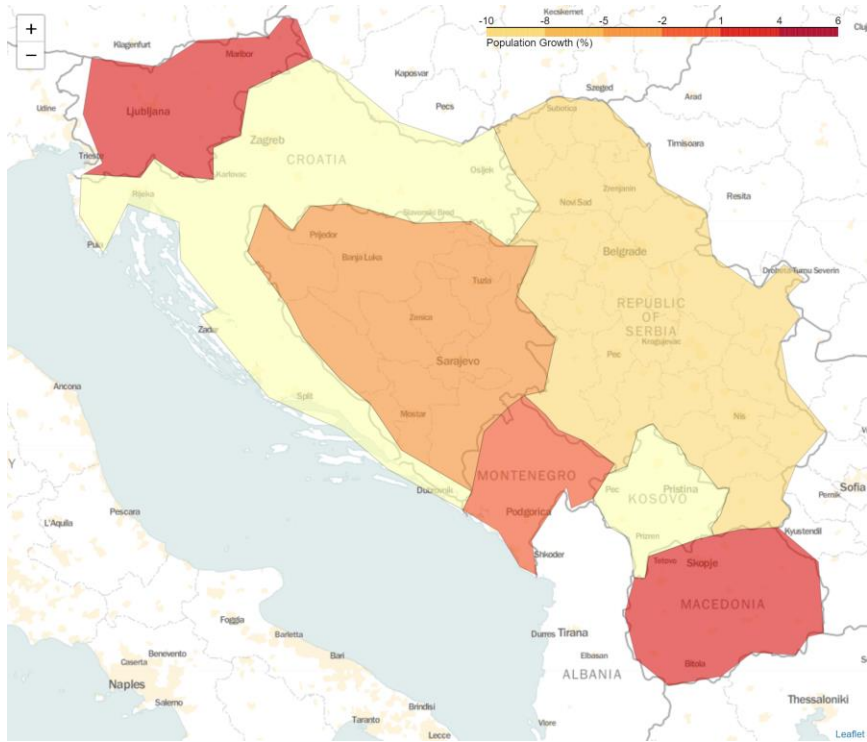 +
−
Kecskemet
-10 -8 -5 -2 1 4 6
Population Growth (%)
Cluj
Klagenfurt
Maribor
Kaposvar
Szeged
Pecs
Arad
Subotica
Udine
Ljubljana
Timisoara
Trieste
Zagreb
CROATIA
Karlovac
Osijek
Rijeka
Zrenjanin
Resita
Novi Sad
Slavonski Brod
Pula
Prijedor
Banja Luka
Belgrade
Tuzla
Drobeta-Turnu Severin
REPUBLIC
OF
SERBIA
Zenica
Zadar
Kragujevac
Pec
Sarajevo
Ancona
Split
Mostar
Nis
MONTENEGRO
Pec
Pristina
Dubrovnik
KOSOVO
Sofia
Pernik
Pescara
L'Aquila
Podgorica
Kyustendil
Prizren
Shkoder
Tetovo
Skopje
MACEDONIA
Foggia
Barletta
Durres
Tirana
Benevento
Caserta
Bari
Elbasan
Bitola
ALBANIA
Naples
Salerno
Brindisi
Thessaloniki
Taranto
Vlore
Lecce
Leaflet